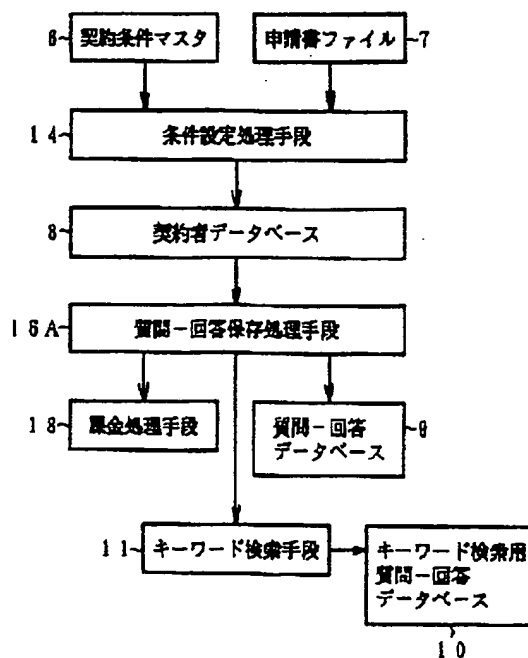 6 契約条件マスタ
申請書ファイル 7
14 条件設定処理手段
8 契約者データベース
15A 質問－回答保存処理手段
18 課金処理手段
質問－回答 9
データベース
11 キーワード検索手段
キーワード検索用
質問－回答
データベース
10